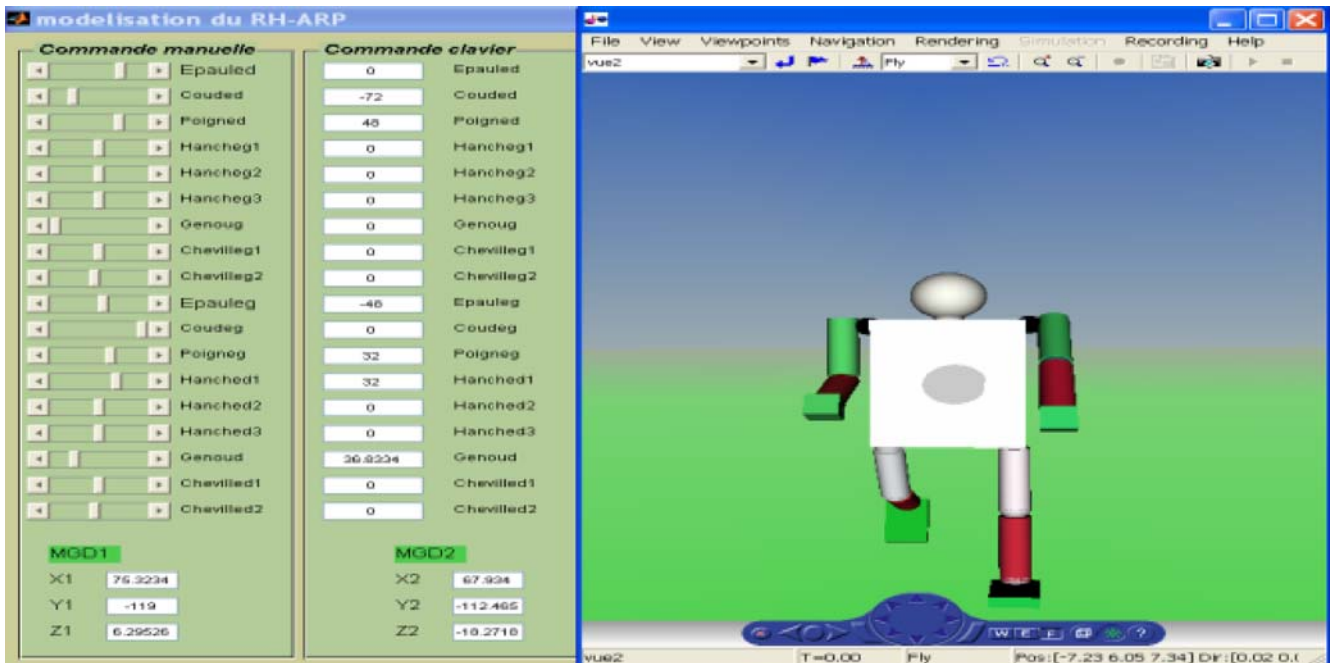 modelisation du RH-ARP
Commande manuelle
Epauled
Couded
Poigned
Hancheg1
Hancheg2
Hancheg3
Genoug
Chevilleg1
Chevilleg2
Epauleg
Coudeg
Poigneg
Hanched1
Hanched2
Hanched3
Genoud
Chevilled1
Chevilled2
MGD1
X1 75.3234
Y1 -119
Z1 6.29526
Commande clavier
0 Epauled
-72 Couded
48 Poigned
0 Hancheg1
0 Hancheg2
0 Hancheg3
0 Genoug
0 Chevilleg1
0 Chevilleg2
-48 Epauleg
0 Coudeg
32 Poigneg
32 Hanched1
0 Hanched2
0 Hanched3
36.8234 Genoud
0 Chevilled1
0 Chevilled2
MGD2
X2 67.934
Y2 -112.465
Z2 -18.2718
File View Viewpoints Navigation Rendering Simulation Recording Help
vue2 Fly
W E F ?
vue2 T=0.00 Fly Pos:[-7.23 6.05 7.34] Dir:[0.02 0.(